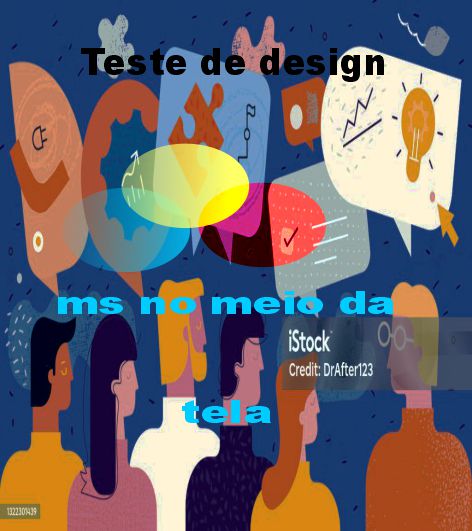 Teste de design
ms no meio da
iStock
Credit: DrAfter123
tela
1322301439